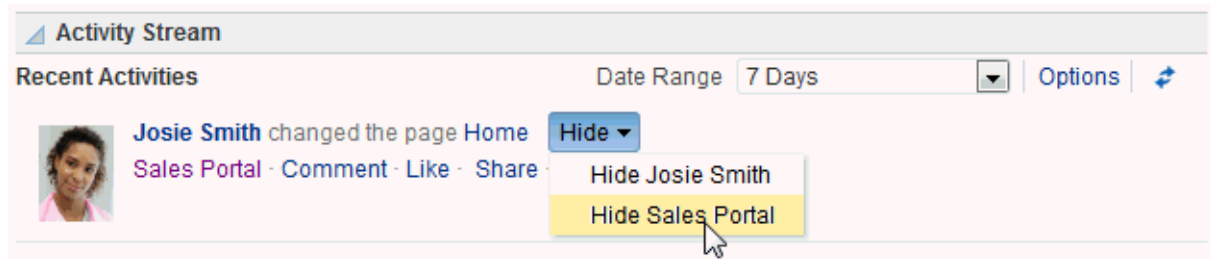 Activity Stream
Recent Activities Date Range 7 Days Options
Josie Smith changed the page Home Hide
Sales Portal · Comment · Like · Share ·
Hide Josie Smith
Hide Sales Portal